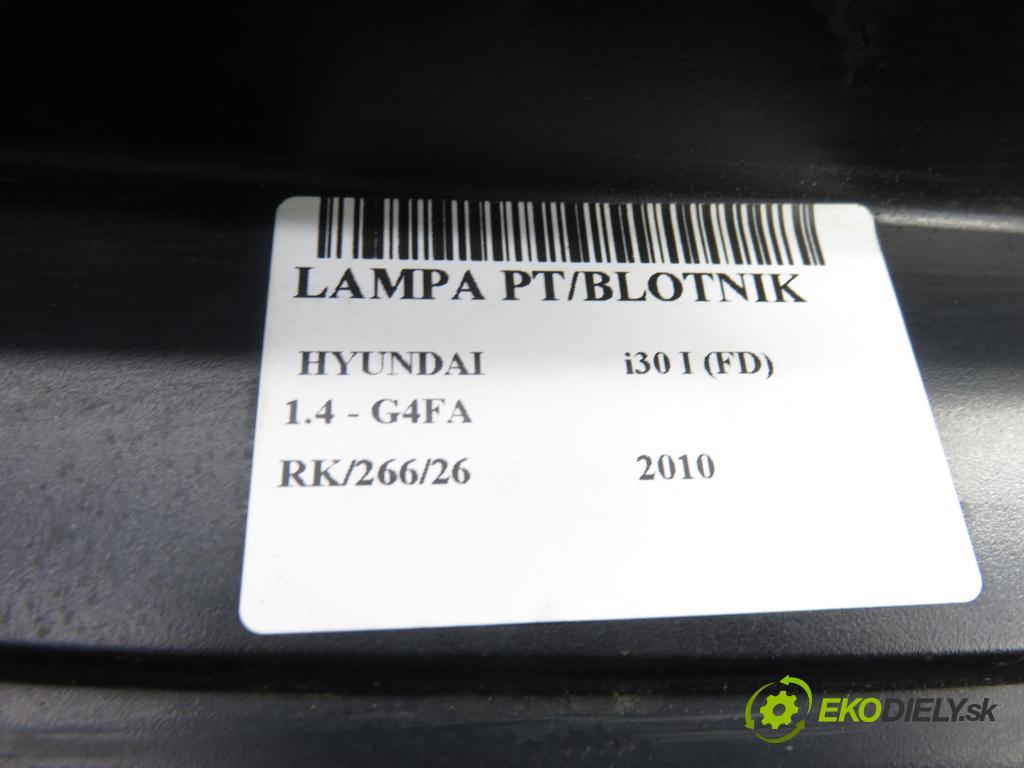 LAMPA PT/BLOTNIK
HYUNDAI i30 I (FD)
1.4 - G4FA
RK/266/26 2010
EKODIELY.sk